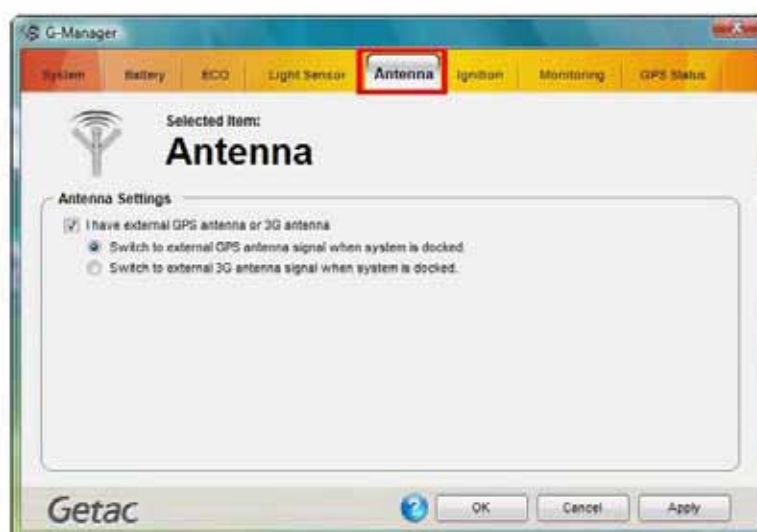 G-Manager
System Battery ECO Light Sensor Antenna Ignition Monitoring GPS Status
Selected Item:
Antenna
Antenna Settings
I have external GPS antenna or 3G antenna
Switch to external GPS antenna signal when system is docked.
Switch to external 3G antenna signal when system is docked.
Getac ? OK Cancel Apply